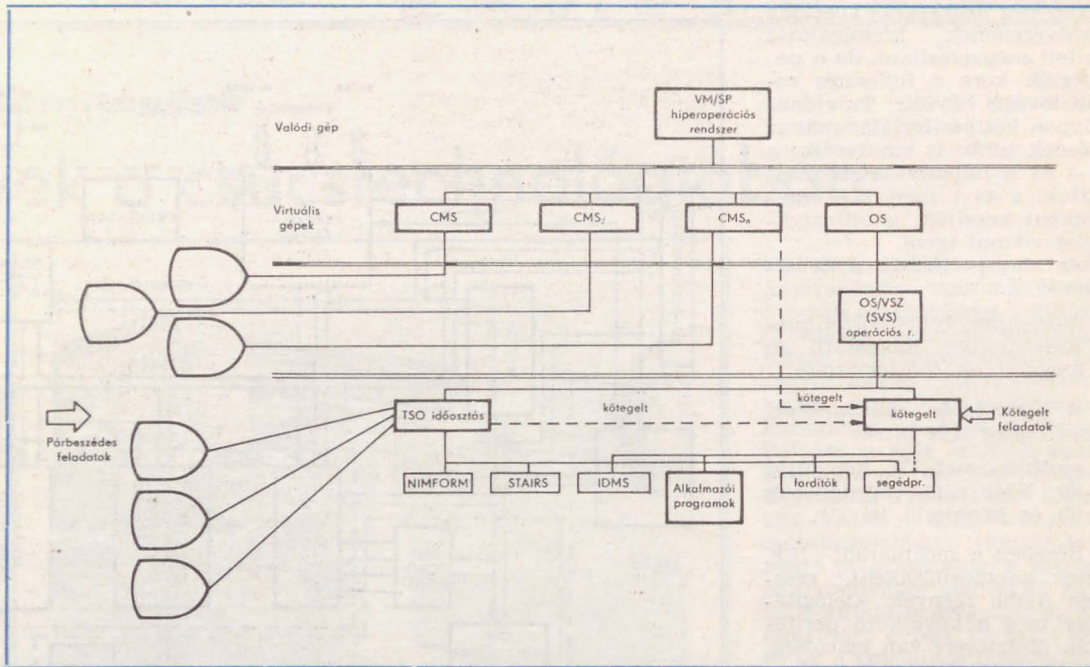 VM/SP
hiperoperációs
rendszer
Valódi gép
Virtuális
gépek
CMS
CMS
CMSn
OS
OS/VSZ
(SVS)
operációs r.
TSO időosztás
kötegelt
kötegelt
kötegelt
Kötegelt
feladatok
Párbeszédes
feladatok
NIMFORM
STAIRS
IDMS
Alkalmazói
programok
fordítók
segédpr.